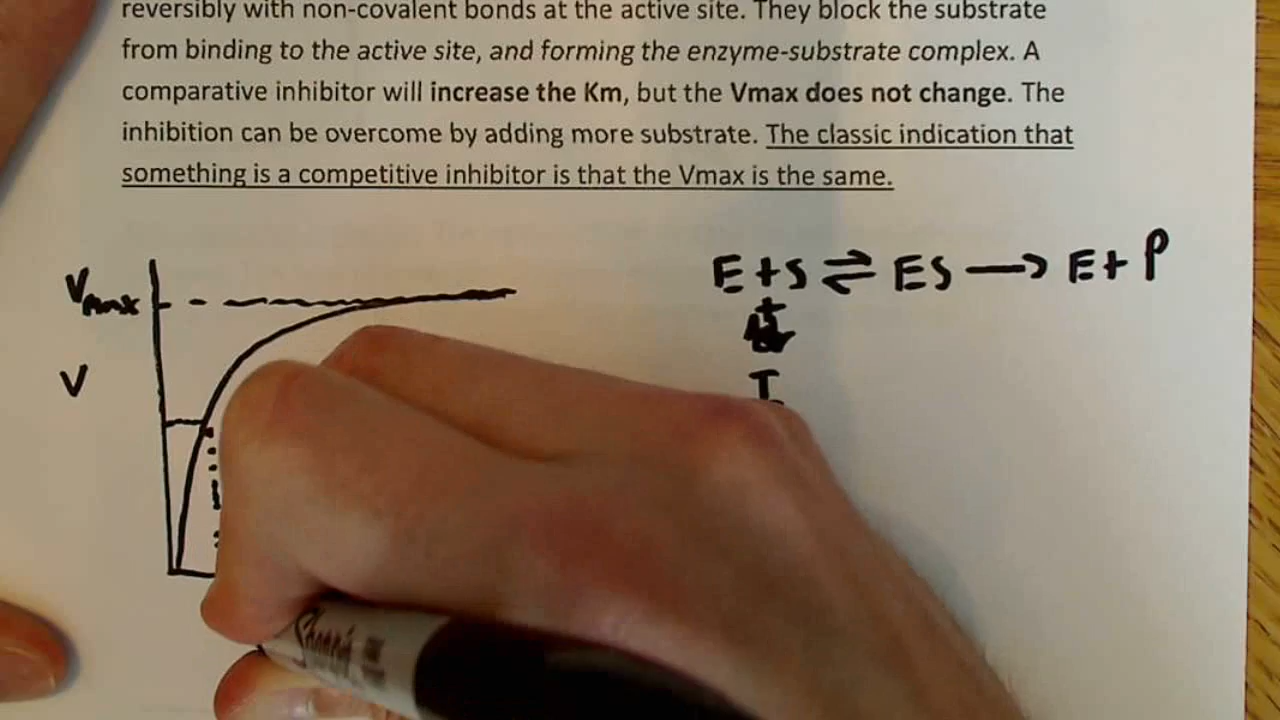 reversibly with non-covalent bonds at the active site. They block the substrate
from binding to the active site, and forming the enzyme-substrate complex. A
comparative inhibitor will increase the Km, but the Vmax does not change. The
inhibition can be overcome by adding more substrate. The classic indication that
something is a competitive inhibitor is that the Vmax is the same.
Vmax
V
E+S ⇌ ES → E+P
+
I
Sharpie